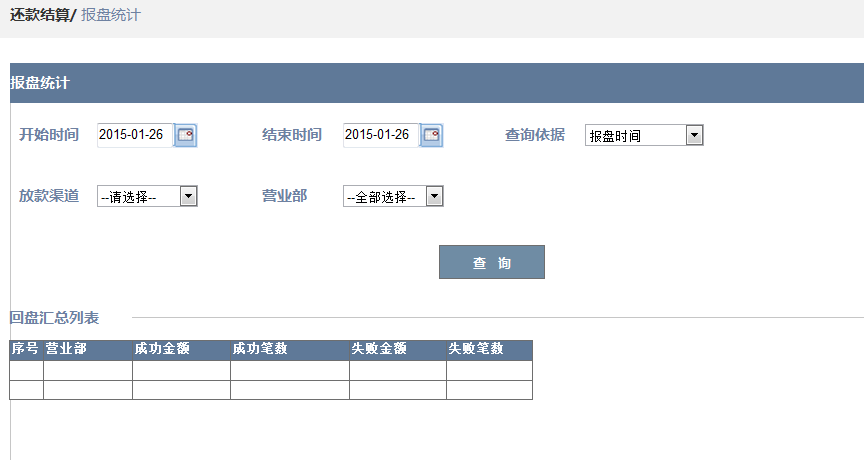 还款结算/ 报盘统计
报盘统计
开始时间 2015-01-26 结束时间 2015-01-26 查询依据 报盘时间
放款渠道 --请选择-- 营业部 --全部选择--
查 询
回盘汇总列表
序号 营业部 成功金额 成功笔数 失败金额 失败笔数